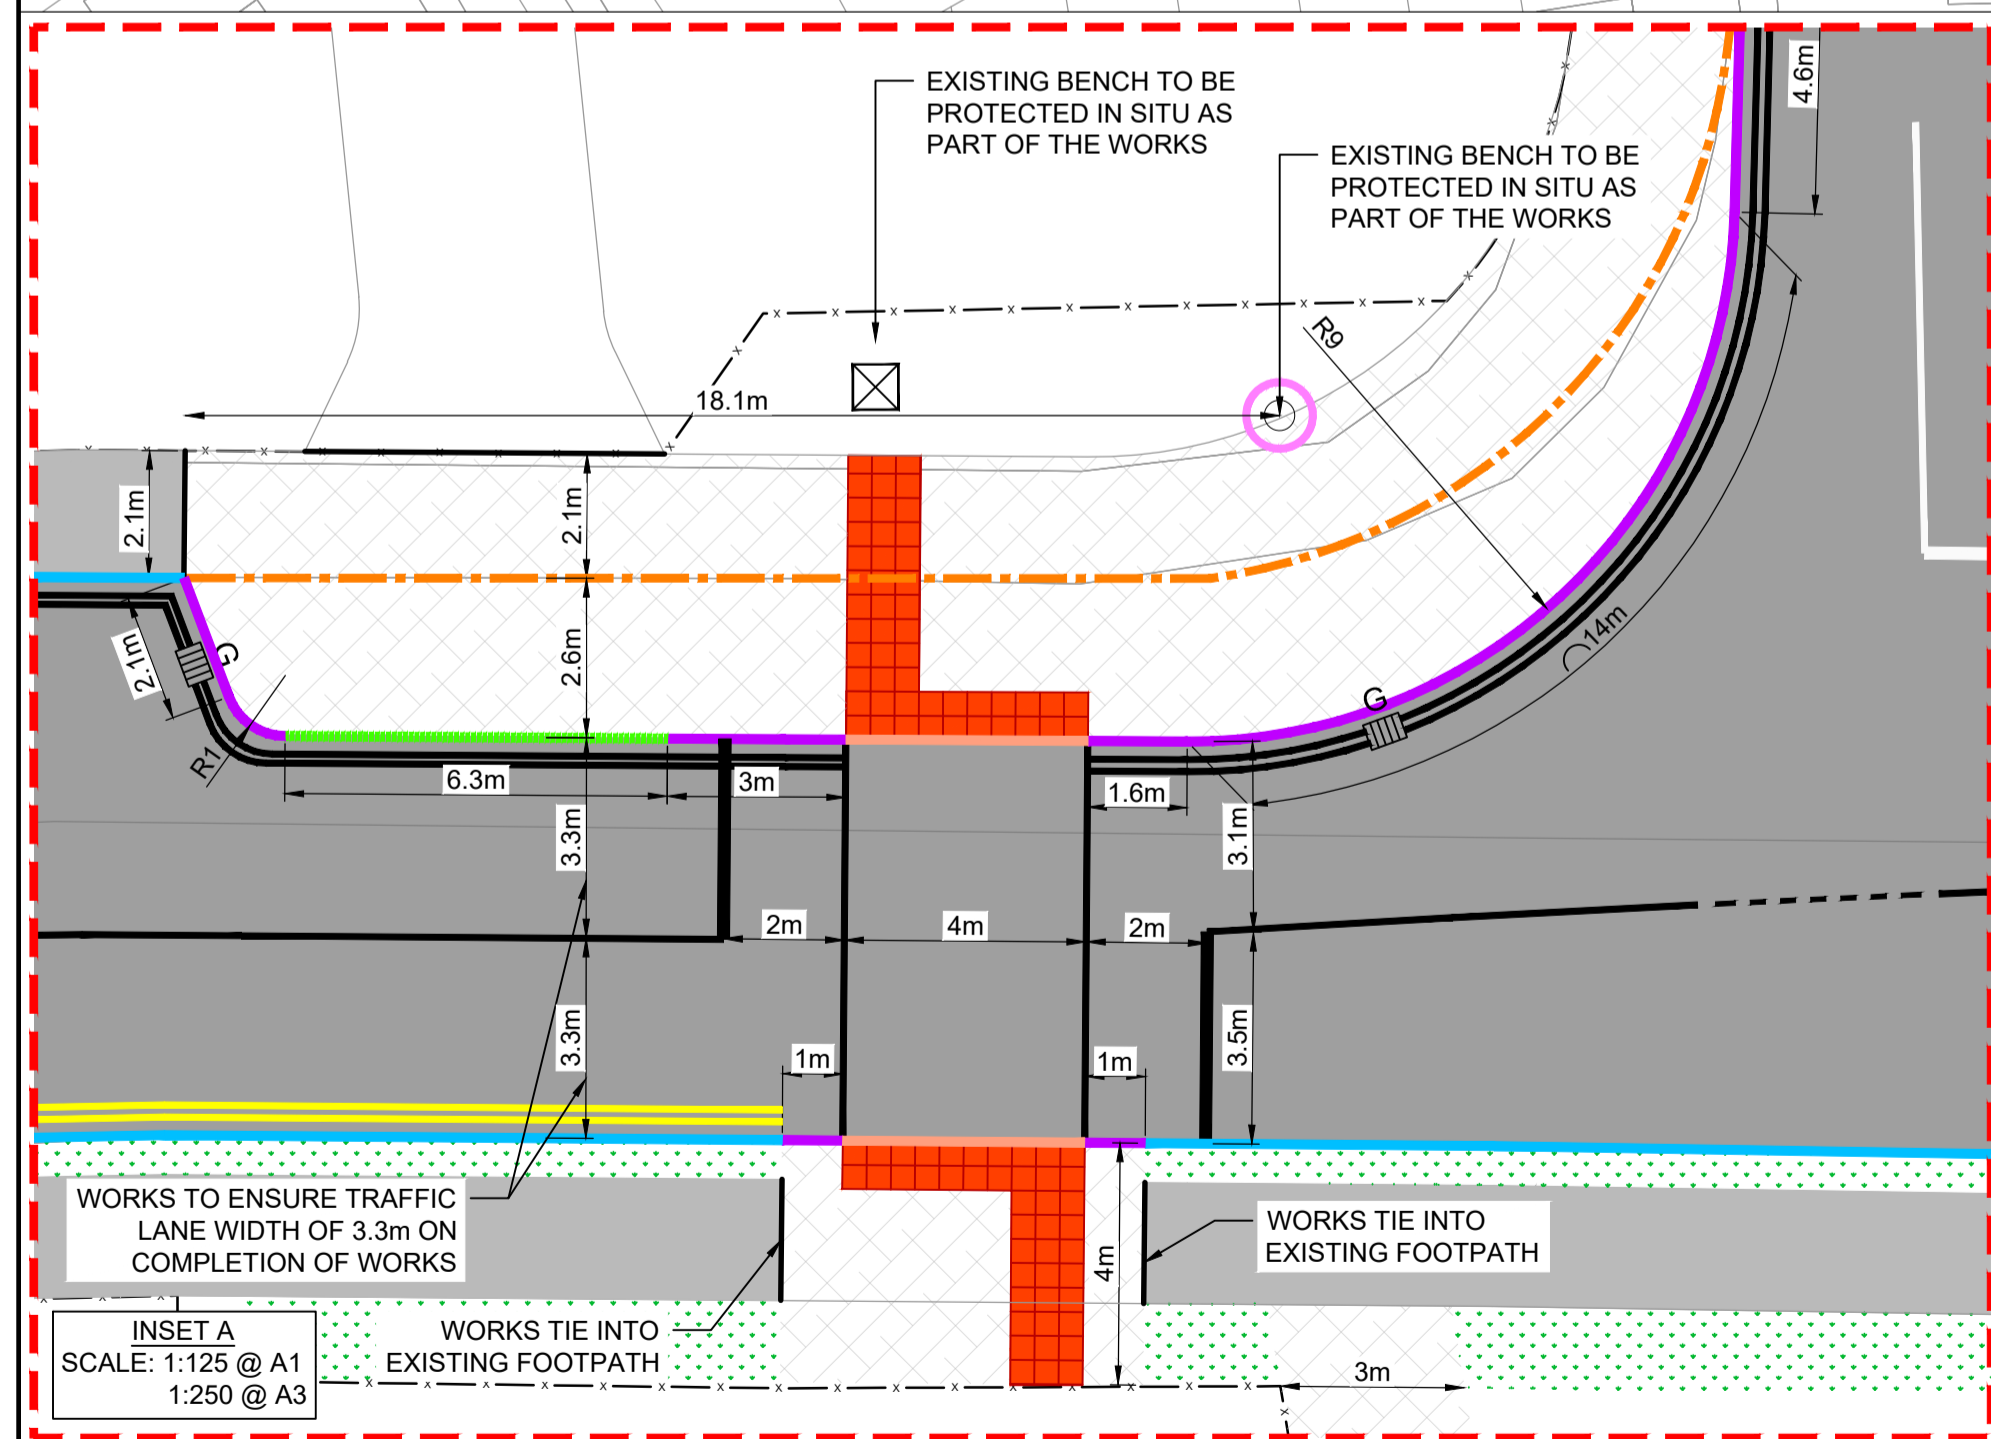 EXISTING BENCH TO BE
PROTECTED IN SITU AS
PART OF THE WORKS
EXISTING BENCH TO BE
PROTECTED IN SITU AS
PART OF THE WORKS
4.6m
R9
18.1m
2.1m
2.1m
2.6m
2.1m
G
R1
6.3m
3m
1.6m
G
14m
3.3m
3.1m
2m
4m
2m
3.3m
1m
1m
3.5m
WORKS TO ENSURE TRAFFIC
LANE WIDTH OF 3.3m ON
COMPLETION OF WORKS
WORKS TIE INTO
EXISTING FOOTPATH
4m
WORKS TIE INTO
EXISTING FOOTPATH
3m
INSET A
SCALE: 1:125 @ A1
1:250 @ A3